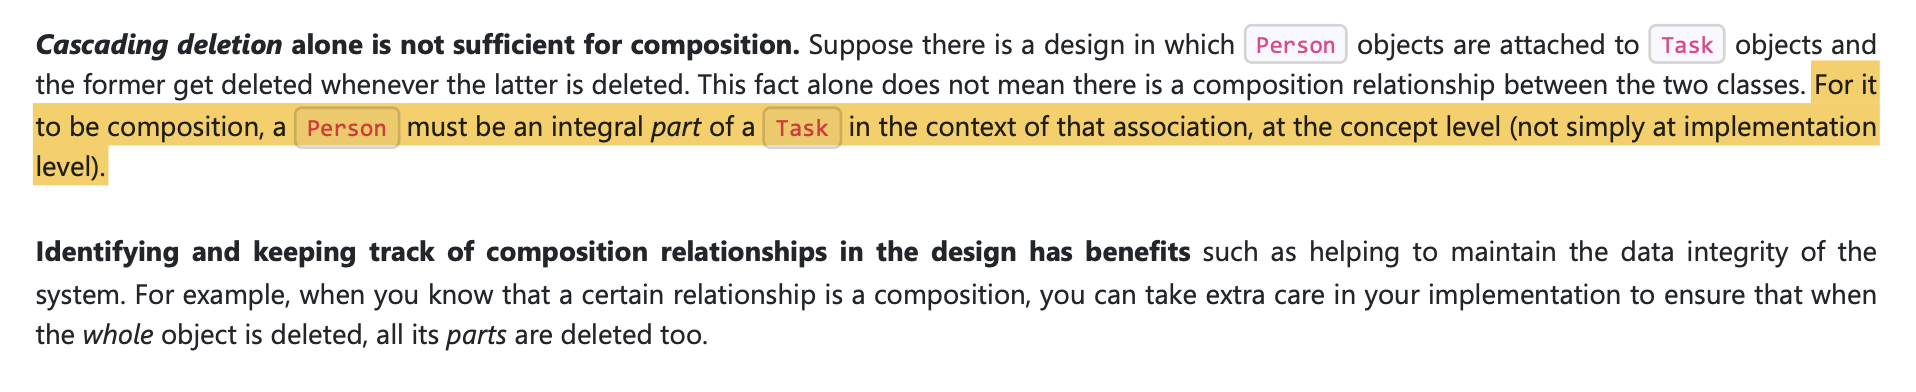 Cascading deletion alone is not sufficient for composition. Suppose there is a design in which Person objects are attached to Task objects and
the former get deleted whenever the latter is deleted. This fact alone does not mean there is a composition relationship between the two classes. For it
to be composition, a Person must be an integral part of a Task in the context of that association, at the concept level (not simply at implementation
level).
Identifying and keeping track of composition relationships in the design has benefits such as helping to maintain the data integrity of the
system. For example, when you know that a certain relationship is a composition, you can take extra care in your implementation to ensure that when
the whole object is deleted, all its parts are deleted too.